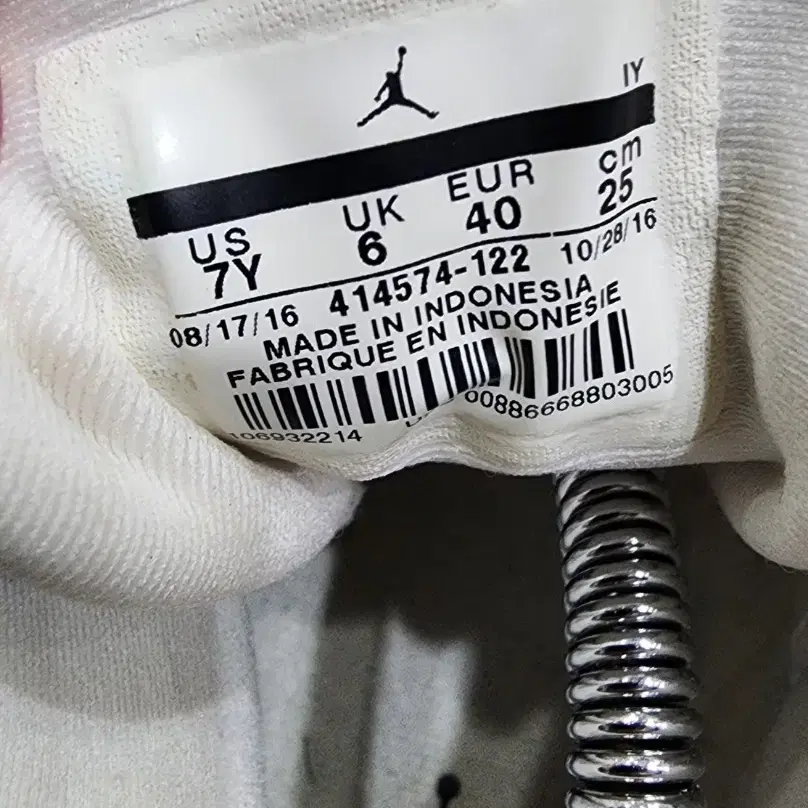 IY
US UK EUR cm
7Y 6 40 25
08/17/16 414574-122 10/28/16
MADE IN INDONESIA
FABRIQUE EN INDONESIE
106932214 00886668803005